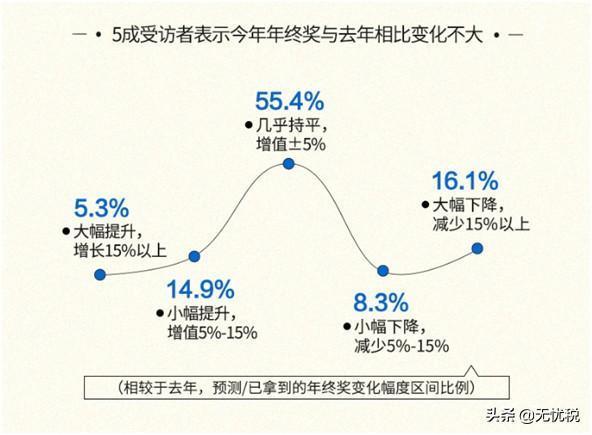 5成受访者表示今年年终奖与去年相比变化不大
55.4%
几乎持平，
增值±5%
16.1%
大幅下降，
减少15%以上
5.3%
大幅提升，
增长15%以上
14.9%
小幅提升，
增值5%-15%
8.3%
小幅下降，
减少5%-15%
（相较于去年，预测/已拿到的年终奖变化幅度区间比例）
头条 @无忧税